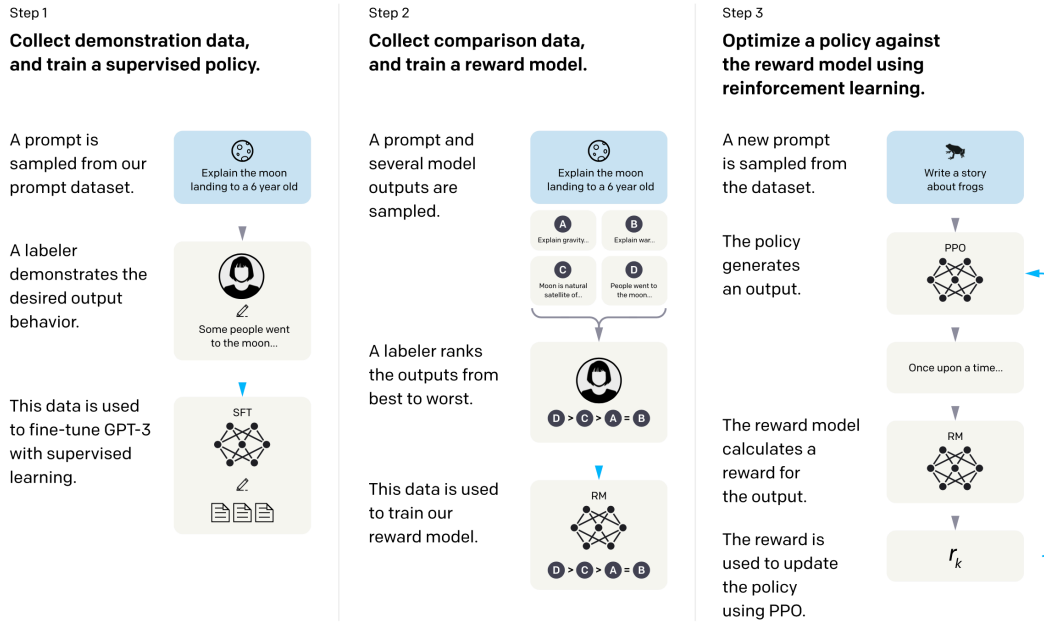 Step 1
Collect demonstration data,
and train a supervised policy.
A prompt is
sampled from our
prompt dataset.
Explain the moon
landing to a 6 year old
A labeler
demonstrates the
desired output
behavior.
Some people went
to the moon...
This data is used
to fine-tune GPT-3
with supervised
learning.
SFT
Step 2
Collect comparison data,
and train a reward model.
A prompt and
several model
outputs are
sampled.
Explain the moon
landing to a 6 year old
A
Explain gravity...
B
Explain war...
C
Moon is natural
satellite of...
D
People went to
the moon...
A labeler ranks
the outputs from
best to worst.
D > C > A = B
This data is used
to train our
reward model.
RM
D > C > A = B
Step 3
Optimize a policy against
the reward model using
reinforcement learning.
A new prompt
is sampled from
the dataset.
Write a story
about frogs
The policy
generates
an output.
PPO
Once upon a time...
The reward model
calculates a
reward for
the output.
RM
The reward is
used to update
the policy
using PPO.
r_k